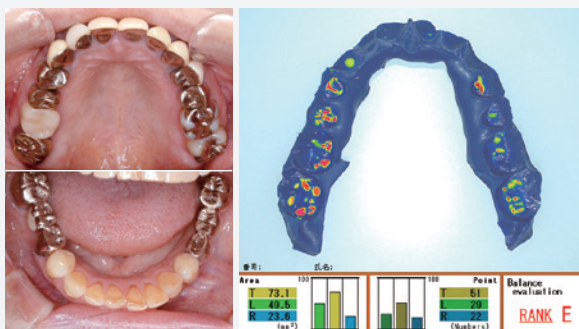 番号: 氏名:
Area 100
T 73.1
L 49.5
R 23.6
(mm²)
100 Point
T 51
L 29
R 22
(Numbers)
Balance
evaluation
RANK E